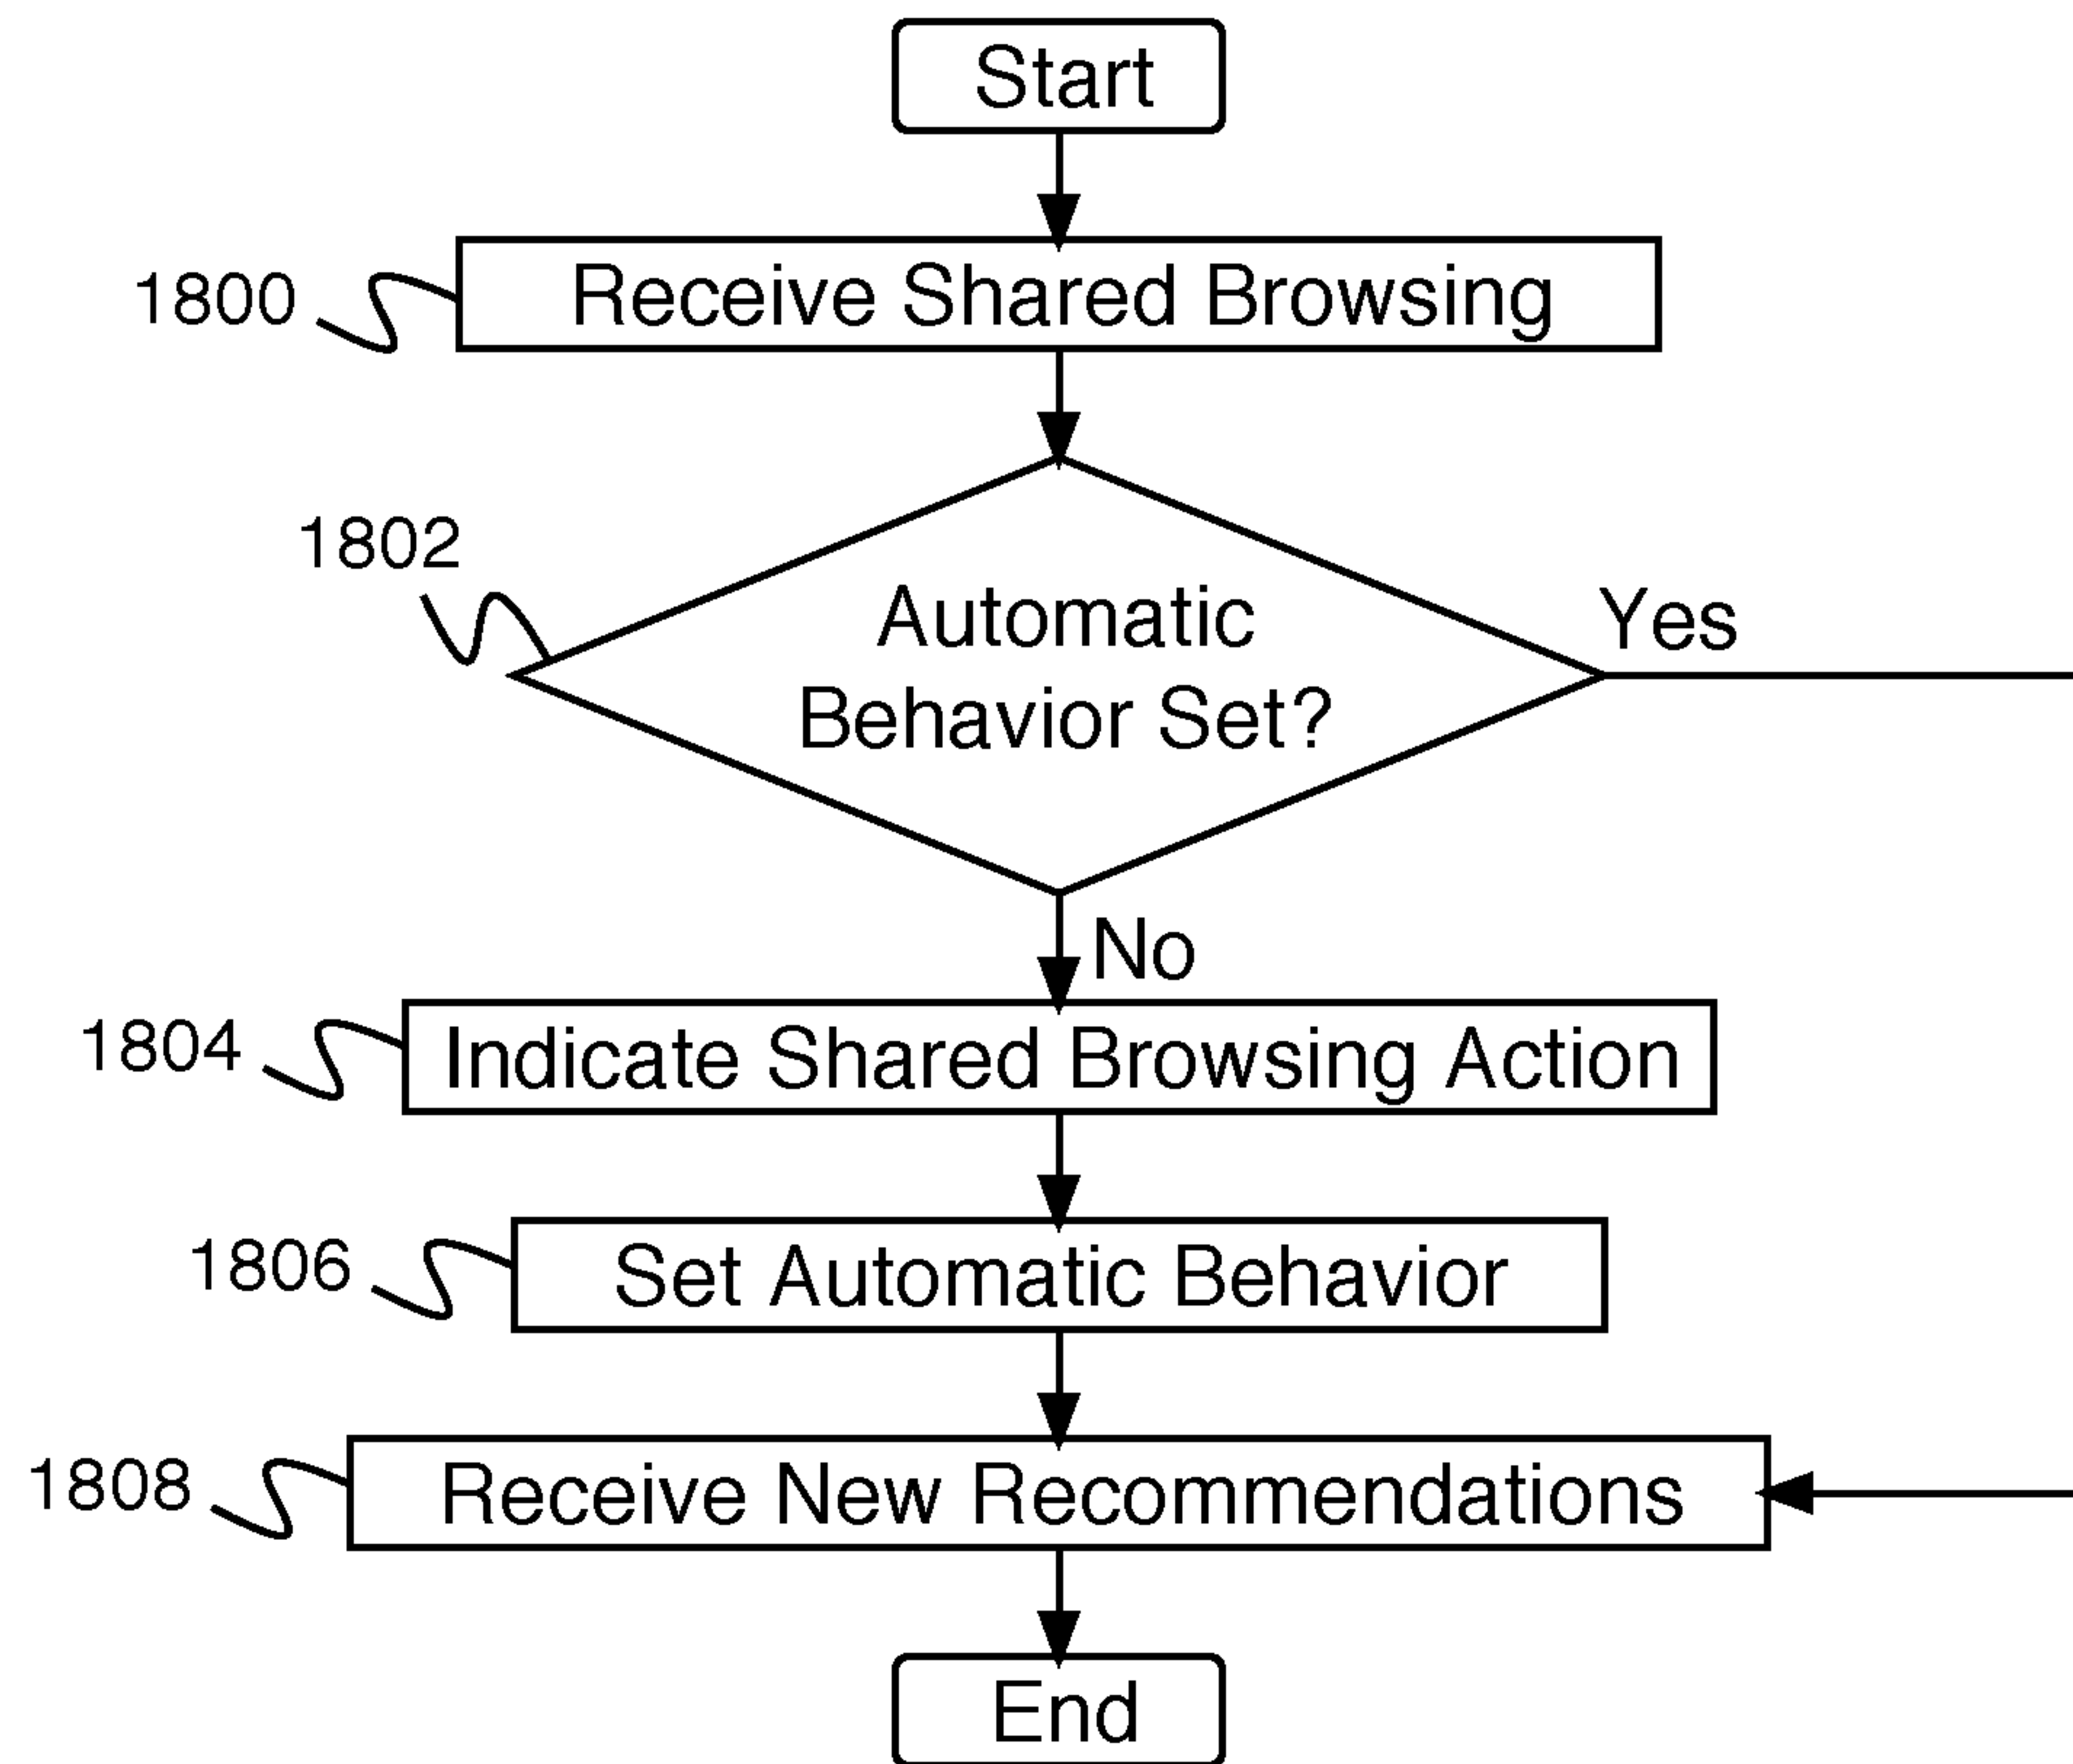 Start
1800
Receive Shared Browsing
1802
Automatic
Behavior Set?
Yes
No
1804
Indicate Shared Browsing Action
1806
Set Automatic Behavior
1808
Receive New Recommendations
End